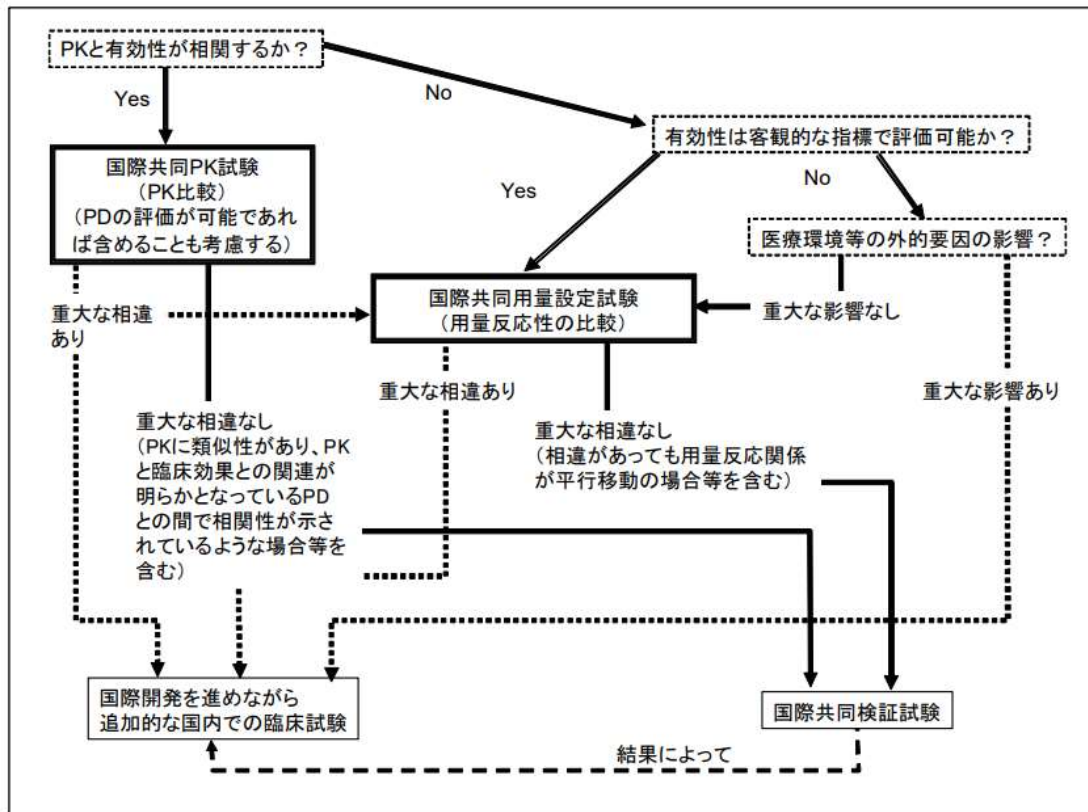 PKと有効性が相関するか?
Yes
No
有効性は客観的な指標で評価可能か?
国際共同PK試験
(PK比較)
(PDの評価が可能であれ
ば含めることも考慮する)
Yes
No
医療環境等の外的要因の影響?
重大な相違
あり
国際共同用量設定試験
(用量反応性の比較)
重大な影響なし
重大な相違あり
重大な影響あり
重大な相違なし
(PKに類似性があり、PK
と臨床効果との関連が
明らかとなっているPD
との間で相関性が示さ
れているような場合等を
含む)
重大な相違なし
(相違があっても用量反応関係
が平行移動の場合等を含む)
国際開発を進めながら
追加的な国内での臨床試験
国際共同検証試験
結果によって